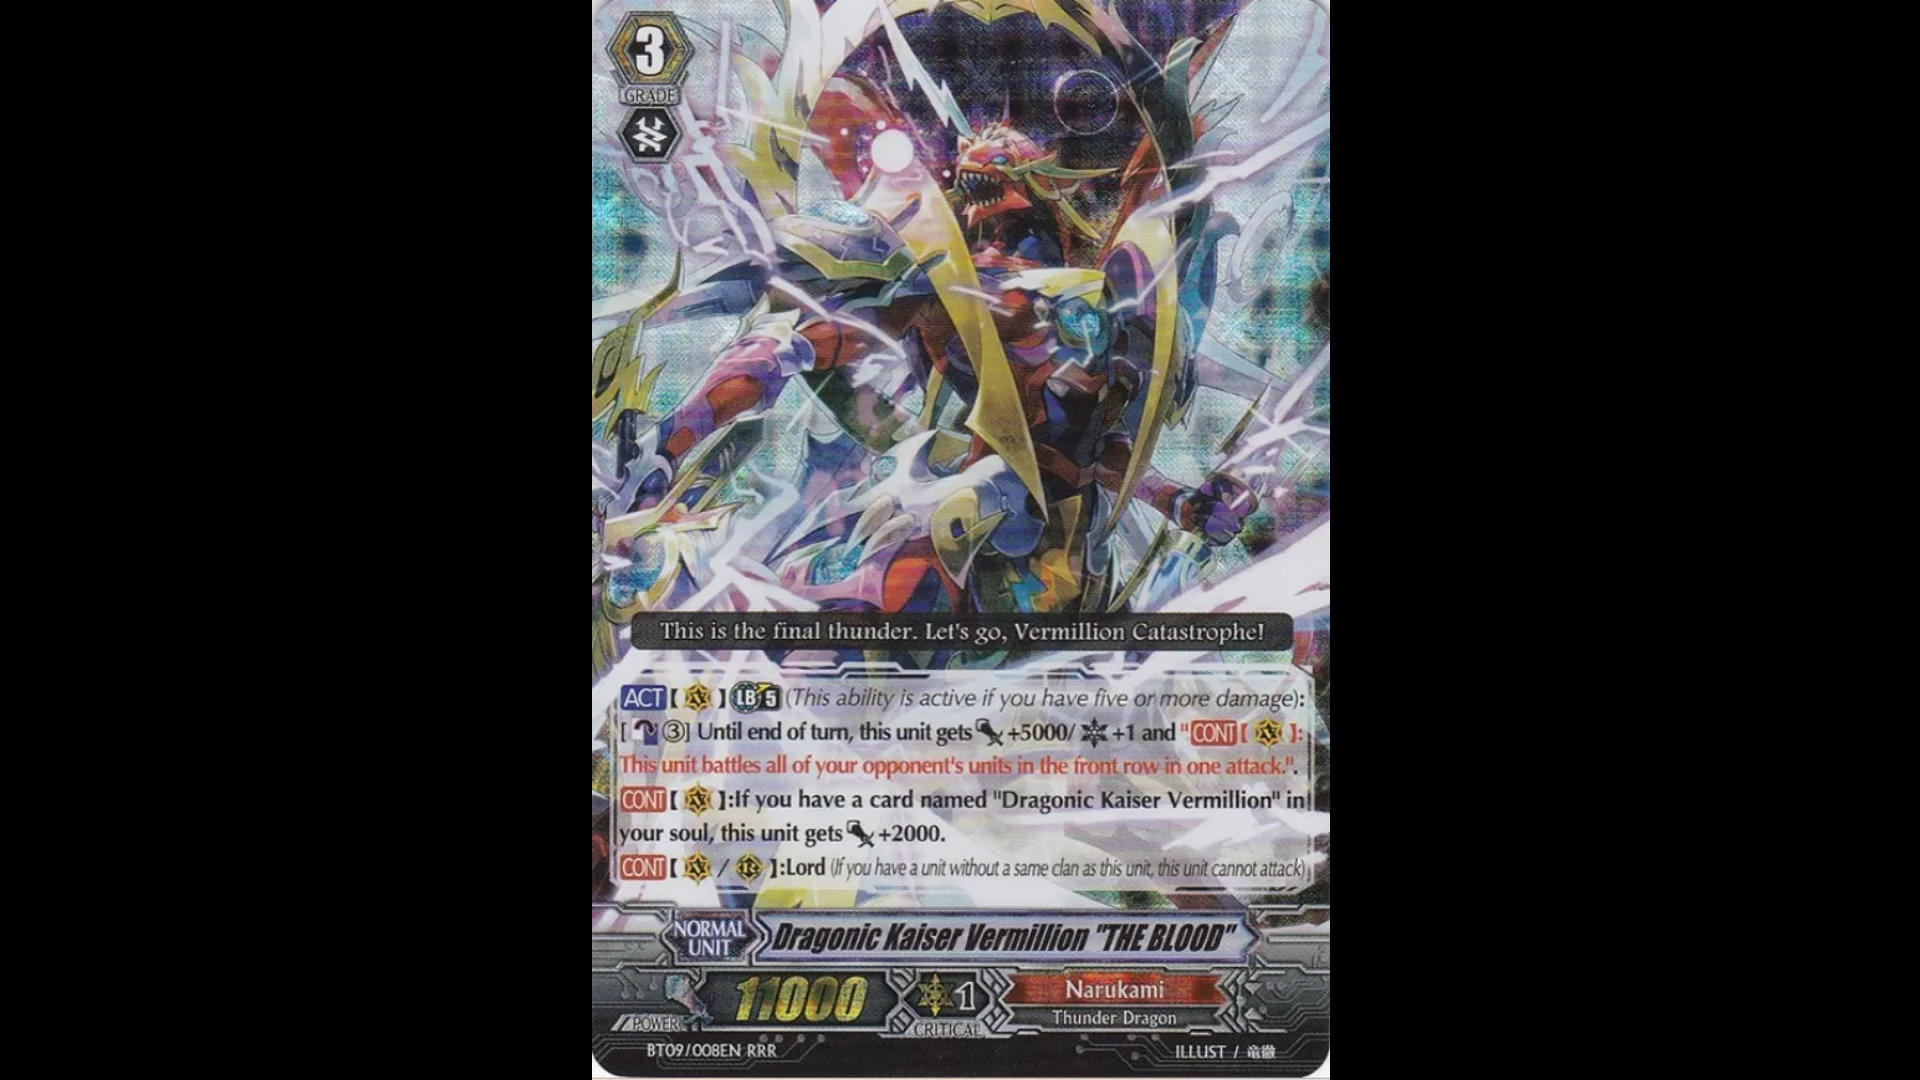 3
GRADE
This is the final thunder. Let's go, Vermillion Catastrophe!
ACT【V】LB5 (This ability is active if you have five or more damage):
[③] Until end of turn, this unit gets +5000/ +1 and "CONT【V】:
This unit battles all of your opponent's units in the front row in one attack.".
CONT【V】:If you have a card named "Dragonic Kaiser Vermillion" in
your soul, this unit gets +2000.
CONT【V / R】:Lord (If you have a unit without a same clan as this unit, this unit cannot attack)
NORMAL
UNIT
Dragonic Kaiser Vermillion "THE BLOOD"
POWER
11000
1
CRITICAL
Narukami
Thunder Dragon
BT09/008EN RRR
ILLUST / 竜徹